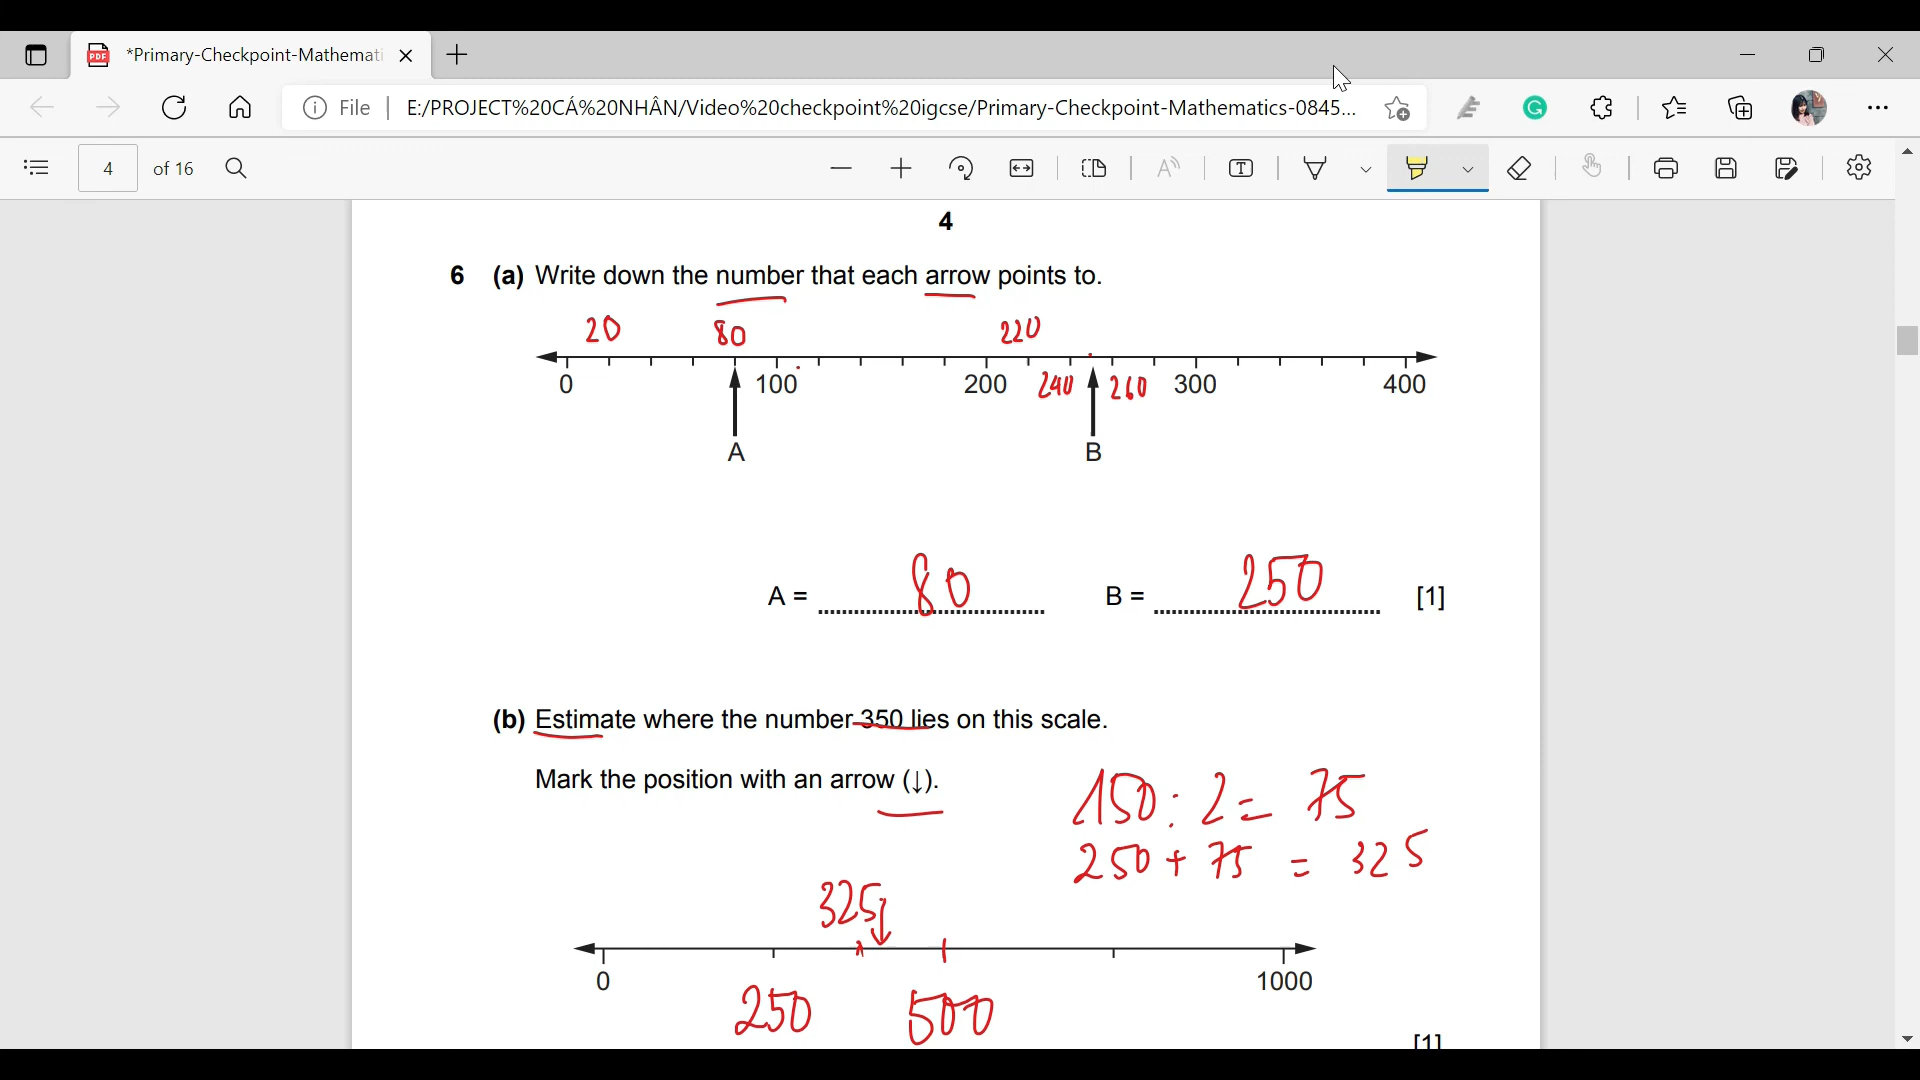 *Primary-Checkpoint-Mathemati
File E:/PROJECT%20CÁ%20NHÂN/Video%20checkpoint%20igcse/Primary-Checkpoint-Mathematics-0845...
4 of 16
4
6 (a) Write down the number that each arrow points to.
20 80 220
0 100 200 240 260 300 400
A B
A = 80 B = 250 [1]
(b) Estimate where the number 350 lies on this scale.
Mark the position with an arrow (↓).
150 : 2 = 75
250 + 75 = 325
325
0 1000
250 500
[1]